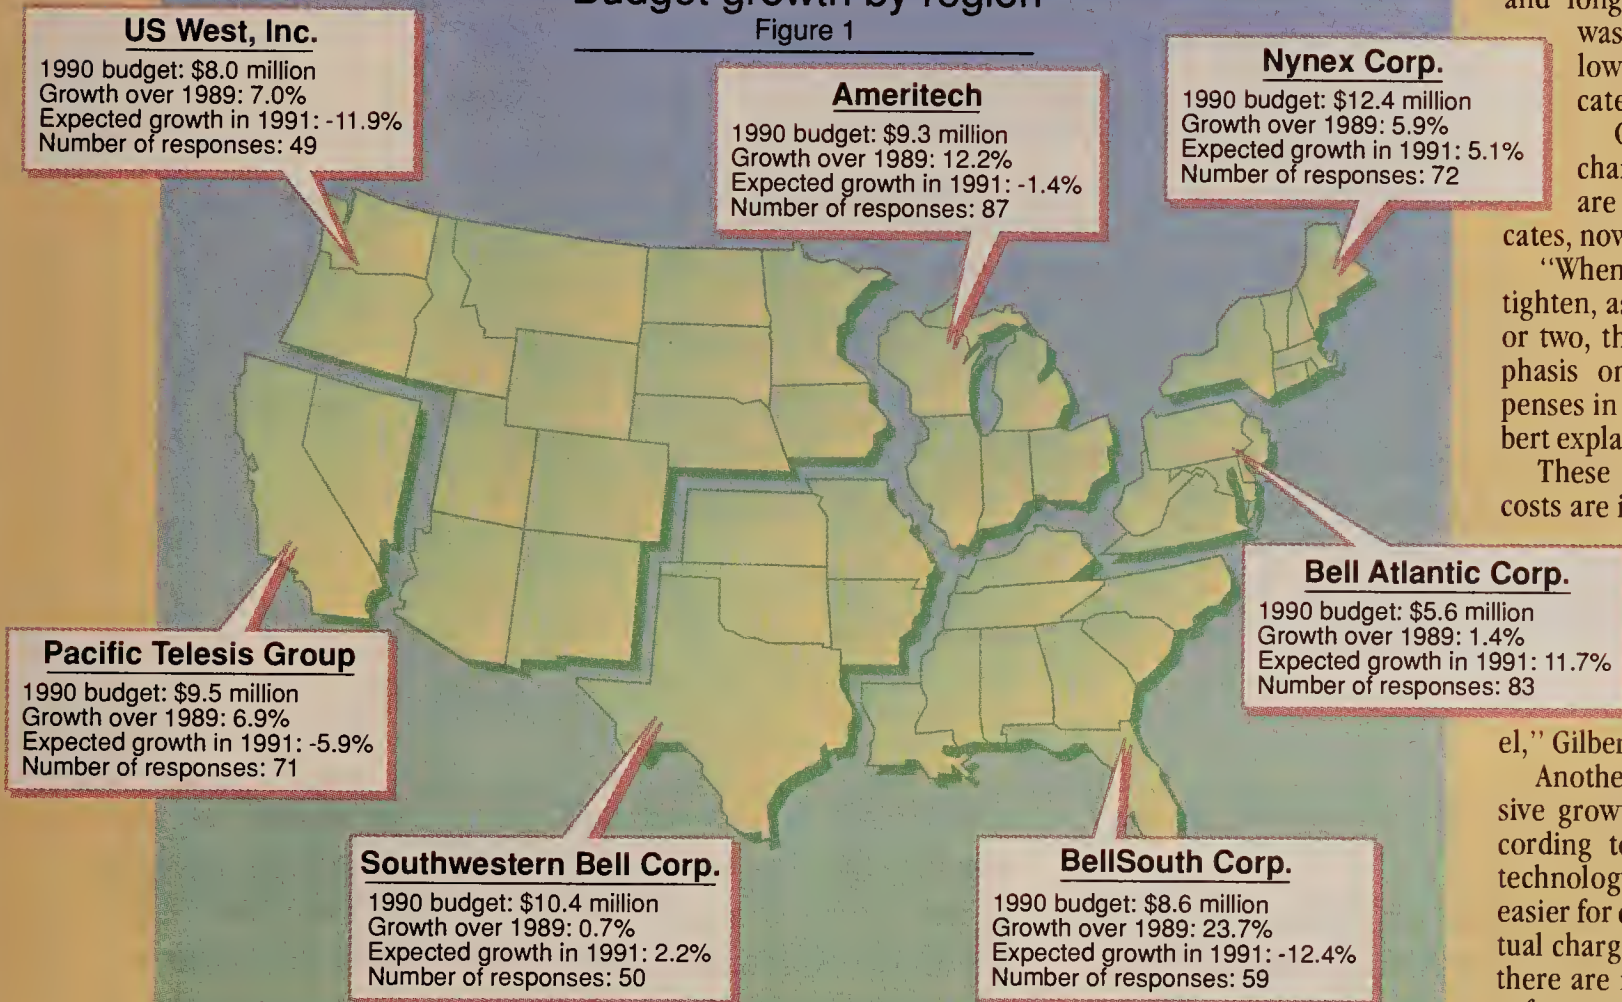 Budget growth by region
Figure 1
US West, Inc.
1990 budget: $8.0 million
Growth over 1989: 7.0%
Expected growth in 1991: -11.9%
Number of responses: 49
Ameritech
1990 budget: $9.3 million
Growth over 1989: 12.2%
Expected growth in 1991: -1.4%
Number of responses: 87
Nynex Corp.
1990 budget: $12.4 million
Growth over 1989: 5.9%
Expected growth in 1991: 5.1%
Number of responses: 72
Bell Atlantic Corp.
1990 budget: $5.6 million
Growth over 1989: 1.4%
Expected growth in 1991: 11.7%
Number of responses: 83
Pacific Telesis Group
1990 budget: $9.5 million
Growth over 1989: 6.9%
Expected growth in 1991: -5.9%
Number of responses: 71
Southwestern Bell Corp.
1990 budget: $10.4 million
Growth over 1989: 0.7%
Expected growth in 1991: 2.2%
Number of responses: 50
BellSouth Corp.
1990 budget: $8.6 million
Growth over 1989: 23.7%
Expected growth in 1991: -12.4%
Number of responses: 59
and long
was
low
cate
cha
are
cates, now
"When
tighten, as
or two, th
phasis or
penses in
bert expla
These
costs are i
el," Gilber
Anothe
sive grow
cording to
technolog
easier for
tual charg
there are